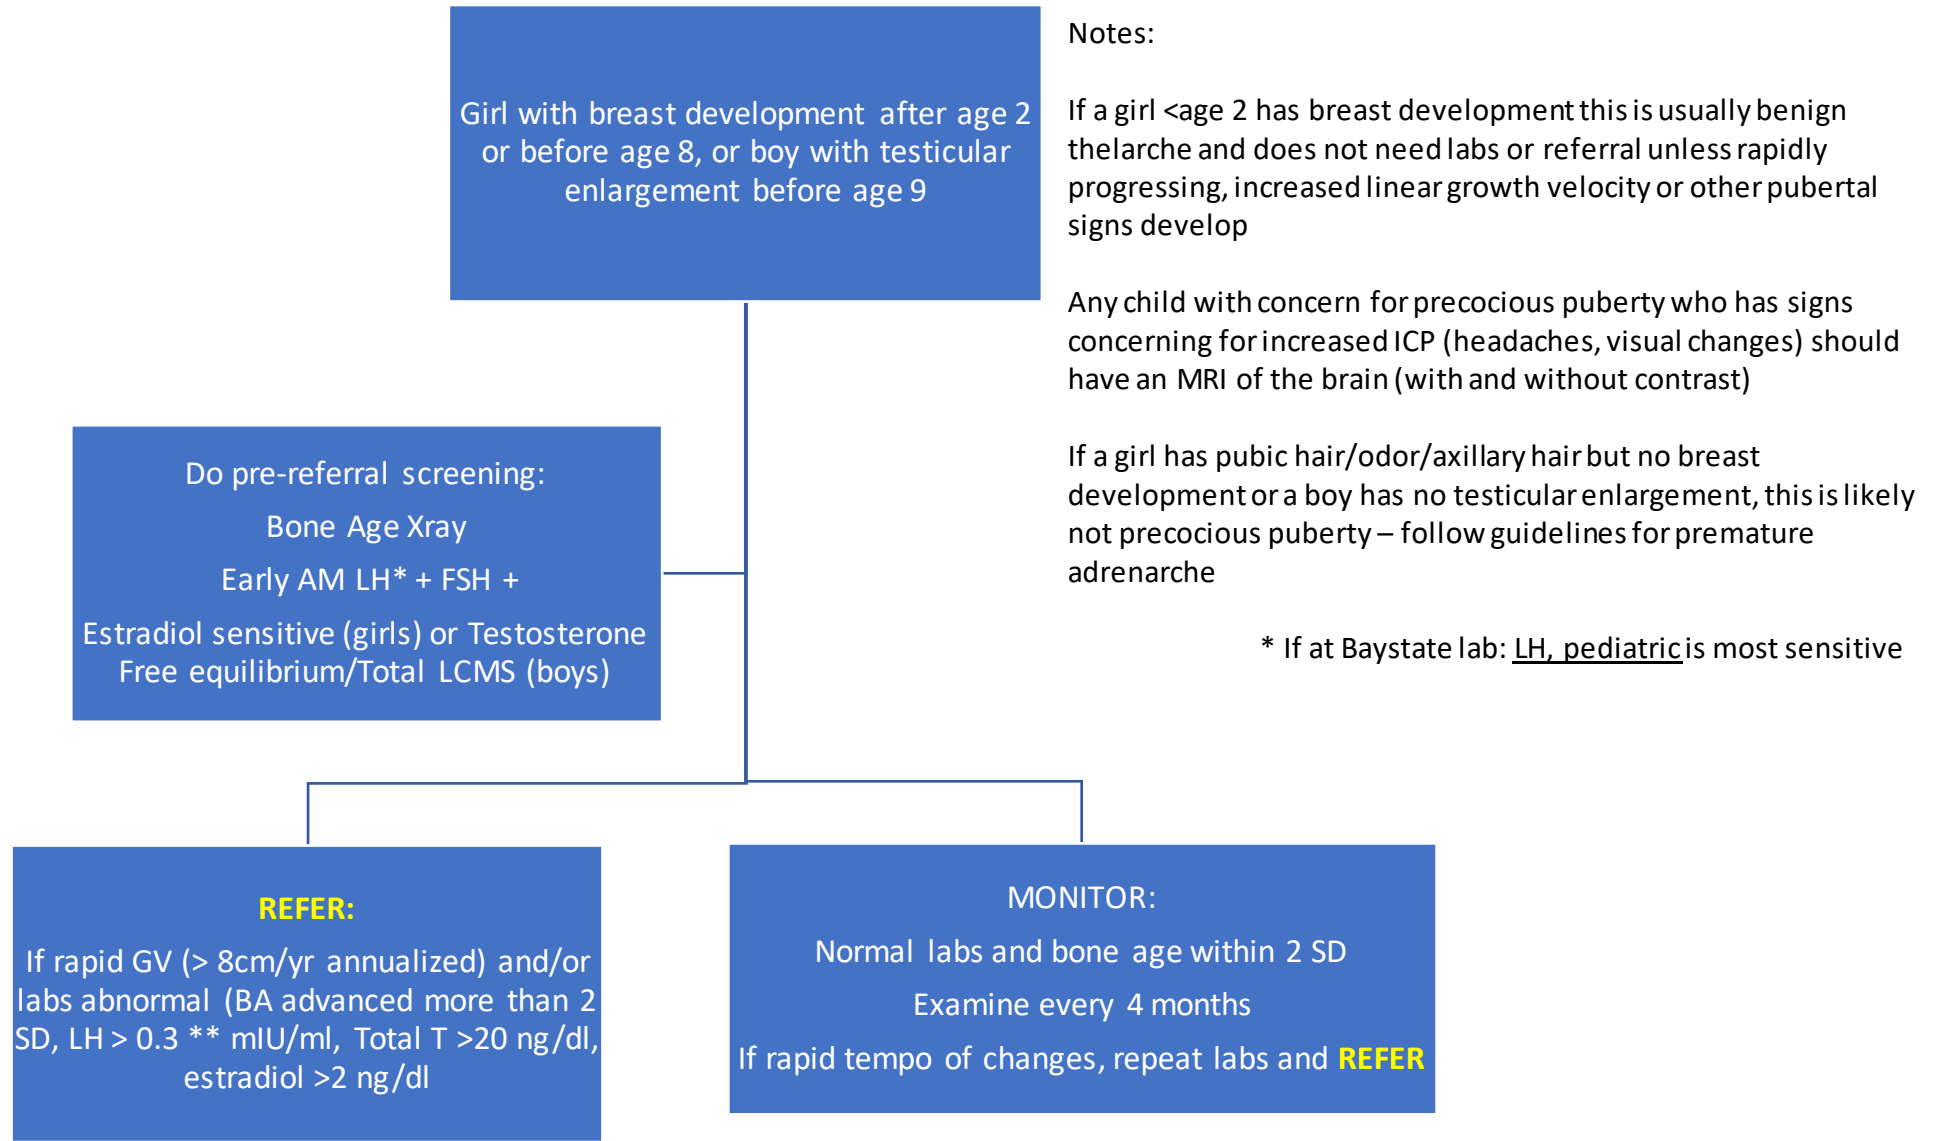 Girl with breast development after age 2
or before age 8, or boy with testicular
enlargement before age 9
Notes:
If a girl <age 2 has breast development this is usually benign
thelarche and does not need labs or referral unless rapidly
progressing, increased linear growth velocity or other pubertal
signs develop
Any child with concern for precocious puberty who has signs
concerning for increased ICP (headaches, visual changes) should
have an MRI of the brain (with and without contrast)
If a girl has pubic hair/odor/axillary hair but no breast
development or a boy has no testicular enlargement, this is likely
not precocious puberty – follow guidelines for premature
adrenarche
* If at Baystate lab: LH, pediatric is most sensitive
Do pre-referral screening:
Bone Age Xray
Early AM LH* + FSH +
Estradiol sensitive (girls) or Testosterone
Free equilibrium/Total LCMS (boys)
REFER:
If rapid GV (> 8cm/yr annualized) and/or
labs abnormal (BA advanced more than 2
SD, LH > 0.3 ** mIU/ml, Total T >20 ng/dl,
estradiol >2 ng/dl
MONITOR:
Normal labs and bone age within 2 SD
Examine every 4 months
If rapid tempo of changes, repeat labs and REFER